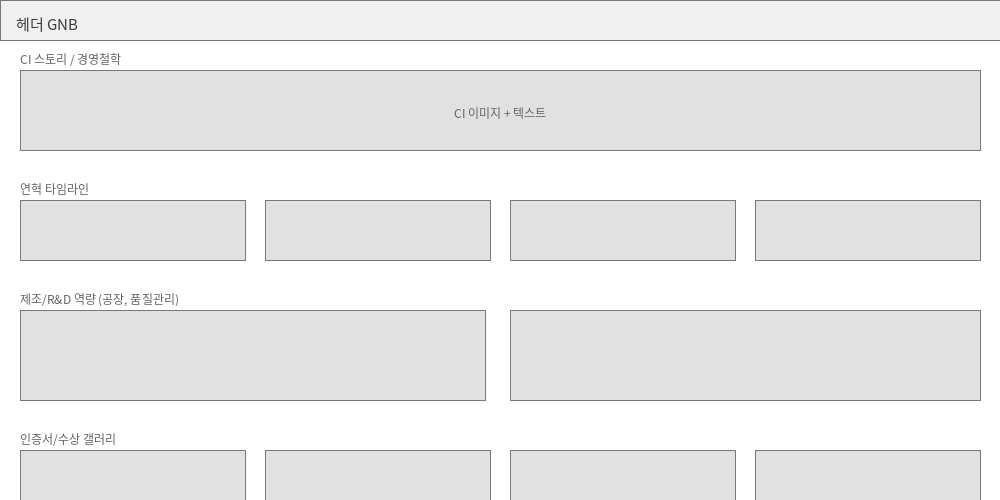 헤더 GNB
CI 스토리 / 경영철학
CI 이미지 + 텍스트
연혁 타임라인
제조/R&D 역량 (공장, 품질관리)
인증서/수상 갤러리